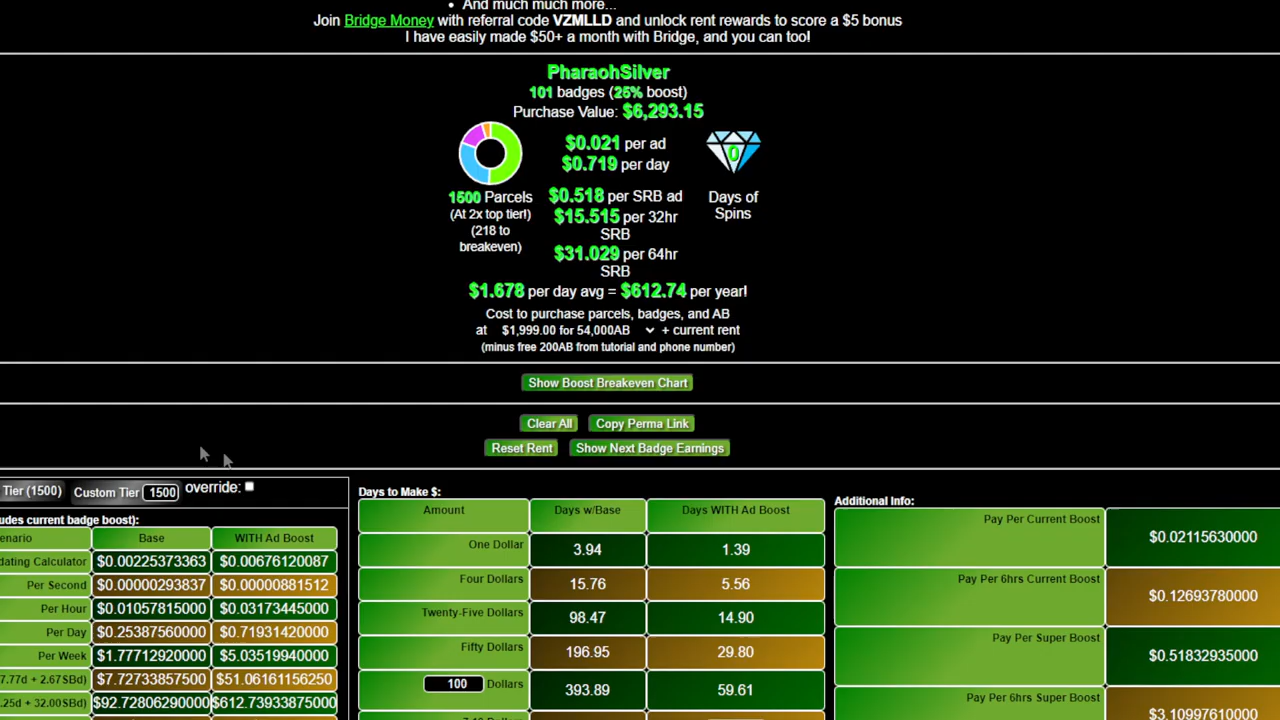 And much much more...
Join Bridge Money with referral code VZMLLD and unlock rent rewards to score a $5 bonus
I have easily made $50+ a month with Bridge, and you can too!
PharaohSilver
101 badges (25% boost)
Purchase Value: $6,293.15
$0.021 per ad
$0.719 per day
0
1500 Parcels
(At 2x top tier!)
(218 to
breakeven)
$0.518 per SRB ad
$15.515 per 32hr
SRB
$31.029 per 64hr
SRB
Days of
Spins
$1.678 per day avg = $612.74 per year!
Cost to purchase parcels, badges, and AB
at $1,999.00 for 54,000AB + current rent
(minus free 200AB from tutorial and phone number)
Show Boost Breakeven Chart
Clear All Copy Perma Link
Reset Rent Show Next Badge Earnings
Tier (1500) Custom Tier 1500 override:
udes current badge boost):
enario Base WITH Ad Boost
dating Calculator $0.00225373363 $0.00676120087
Per Second $0.00000293837 $0.00000881512
Per Hour $0.01057815000 $0.03173445000
Per Day $0.25387560000 $0.71931420000
Per Week $1.77712920000 $5.03519940000
7.77d + 2.67SBd) $7.72733857500 $51.06161156250
.25d + 32.00SBd) $92.72806290000 $612.73933875000
Days to Make $:
Amount Days w/Base Days WITH Ad Boost
One Dollar 3.94 1.39
Four Dollars 15.76 5.56
Twenty-Five Dollars 98.47 14.90
Fifty Dollars 196.95 29.80
100 Dollars 393.89 59.61
Additional Info:
Pay Per Current Boost $0.02115630000
Pay Per 6hrs Current Boost $0.12693780000
Pay Per Super Boost $0.51832935000
Pay Per 6hrs Super Boost $3.10997610000